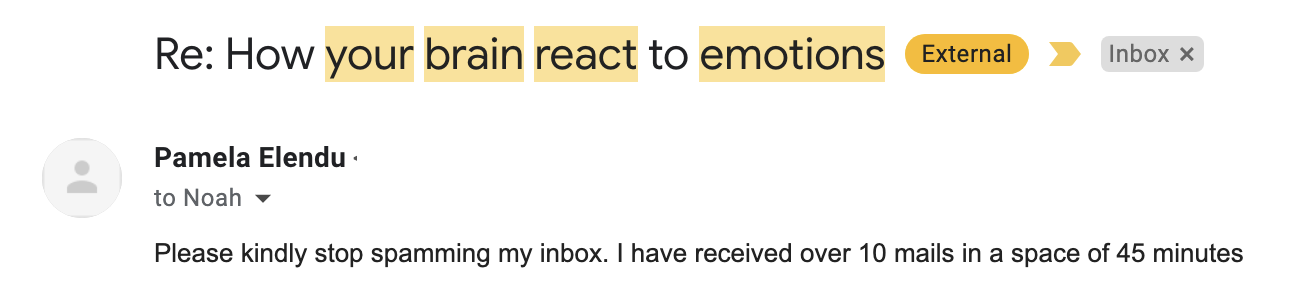 Re: How your brain react to emotions External Inbox ×
Pamela Elendu
to Noah
Please kindly stop spamming my inbox. I have received over 10 mails in a space of 45 minutes